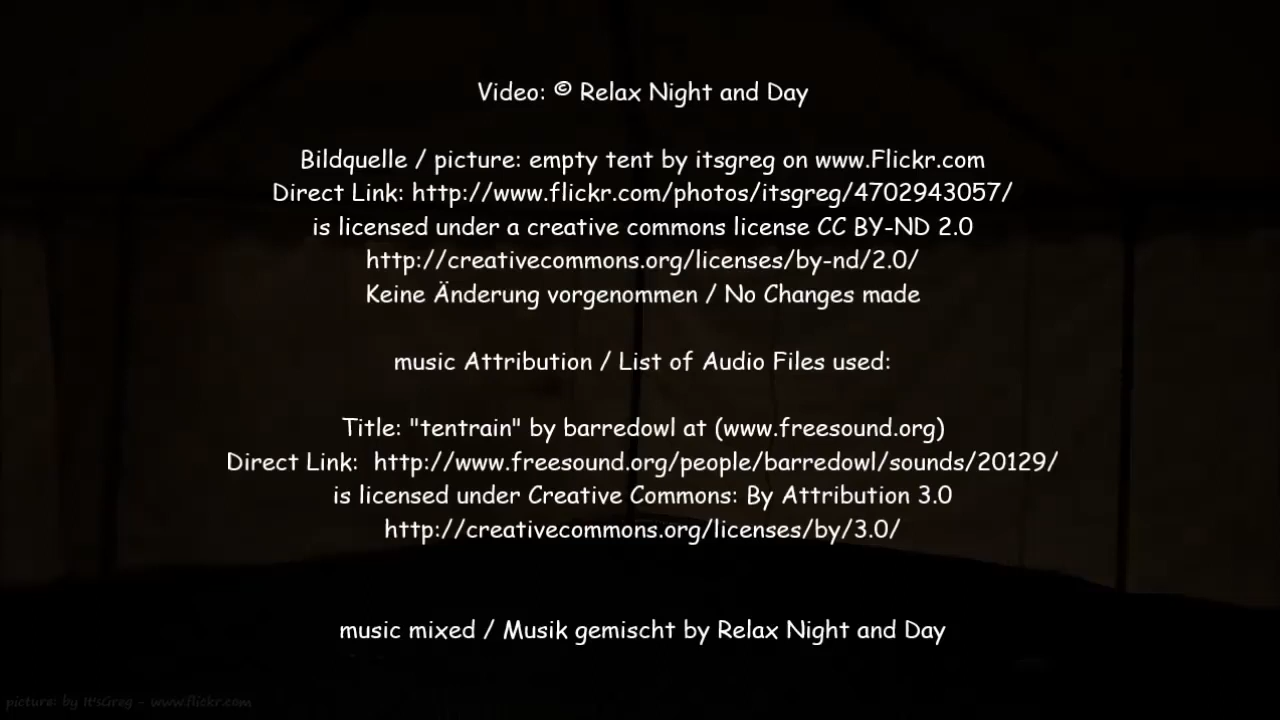 Video: © Relax Night and Day
Bildquelle / picture: empty tent by itsgreg on www.Flickr.com
Direct Link: http://www.flickr.com/photos/itsgreg/4702943057/
is licensed under a creative commons license CC BY-ND 2.0
http://creativecommons.org/licenses/by-nd/2.0/
Keine Änderung vorgenommen / No Changes made
music Attribution / List of Audio Files used:
Title: "tentrain" by barredowl at (www.freesound.org)
Direct Link:  http://www.freesound.org/people/barredowl/sounds/20129/
is licensed under Creative Commons: By Attribution 3.0
http://creativecommons.org/licenses/by/3.0/
music mixed / Musik gemischt by Relax Night and Day
picture: by It'sGreg - www.flickr.com